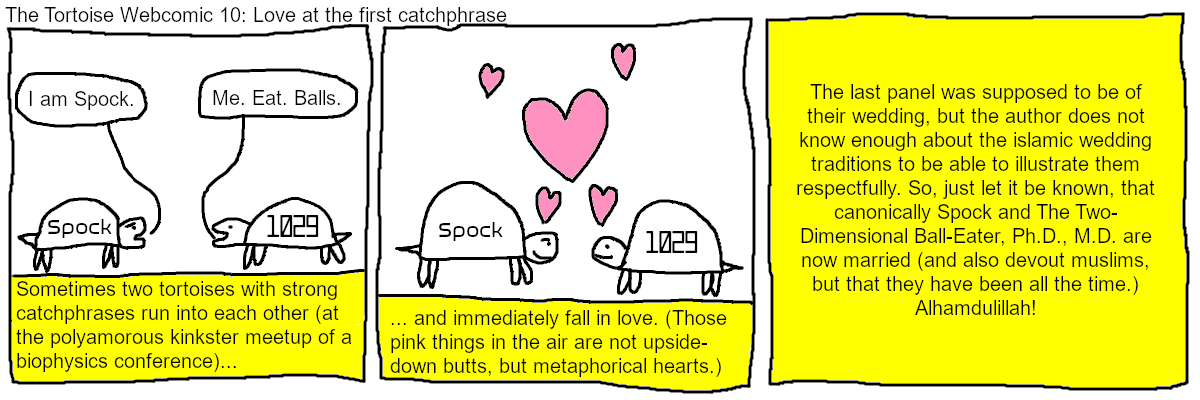 The Tortoise Webcomic 10: Love at the first catchphrase
I am Spock.
Me. Eat. Balls.
Spock
1029
Sometimes two tortoises with strong
catchphrases run into each other (at
the polyamorous kinkster meetup of a
biophysics conference)...
Spock
1029
... and immediately fall in love. (Those
pink things in the air are not upside-
down butts, but metaphorical hearts.)
The last panel was supposed to be of
their wedding, but the author does not
know enough about the islamic wedding
traditions to be able to illustrate them
respectfully. So, just let it be known, that
canonically Spock and The Two-
Dimensional Ball-Eater, Ph.D., M.D. are
now married (and also devout muslims,
but that they have been all the time.)
Alhamdulillah!